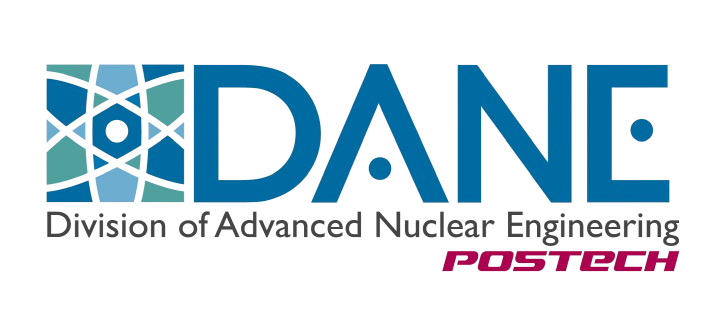 DANE
Division of Advanced Nuclear Engineering
POSTECH